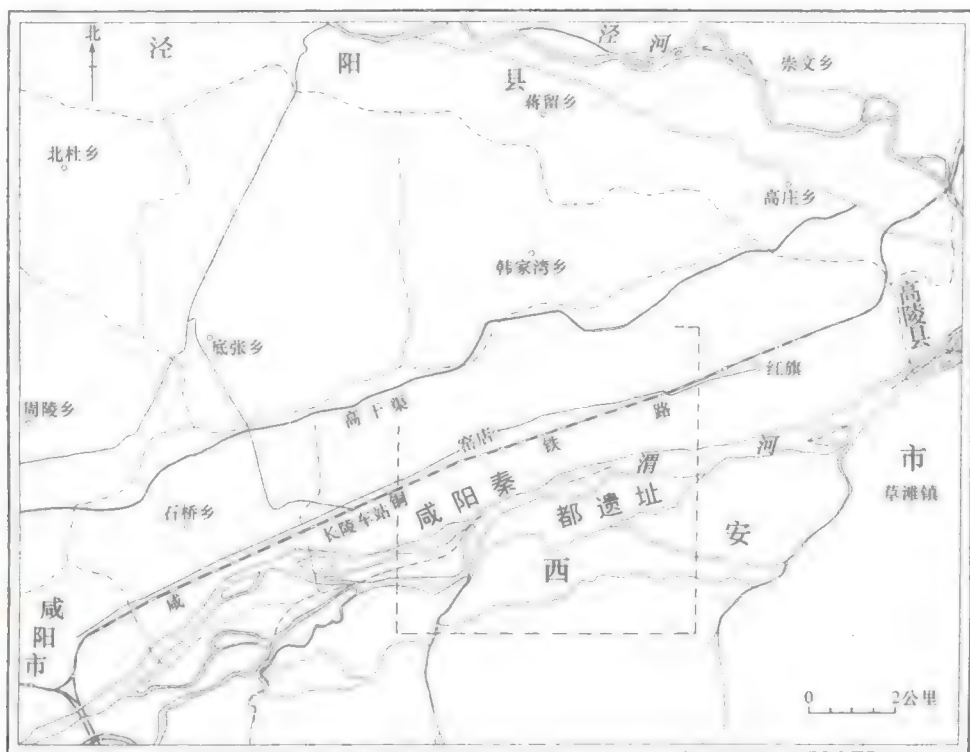 北
泾
阳
县
泾
河
崇文乡
蒋留乡
北杜乡
高庄乡
韩家湾乡
高陵县
底张乡
周陵乡
高干渠
红旗
窑店
咸铜铁路
渭河
市
草滩镇
石桥乡
长陵车站
咸阳秦
都遗址
西
安
咸阳市
0
2公里